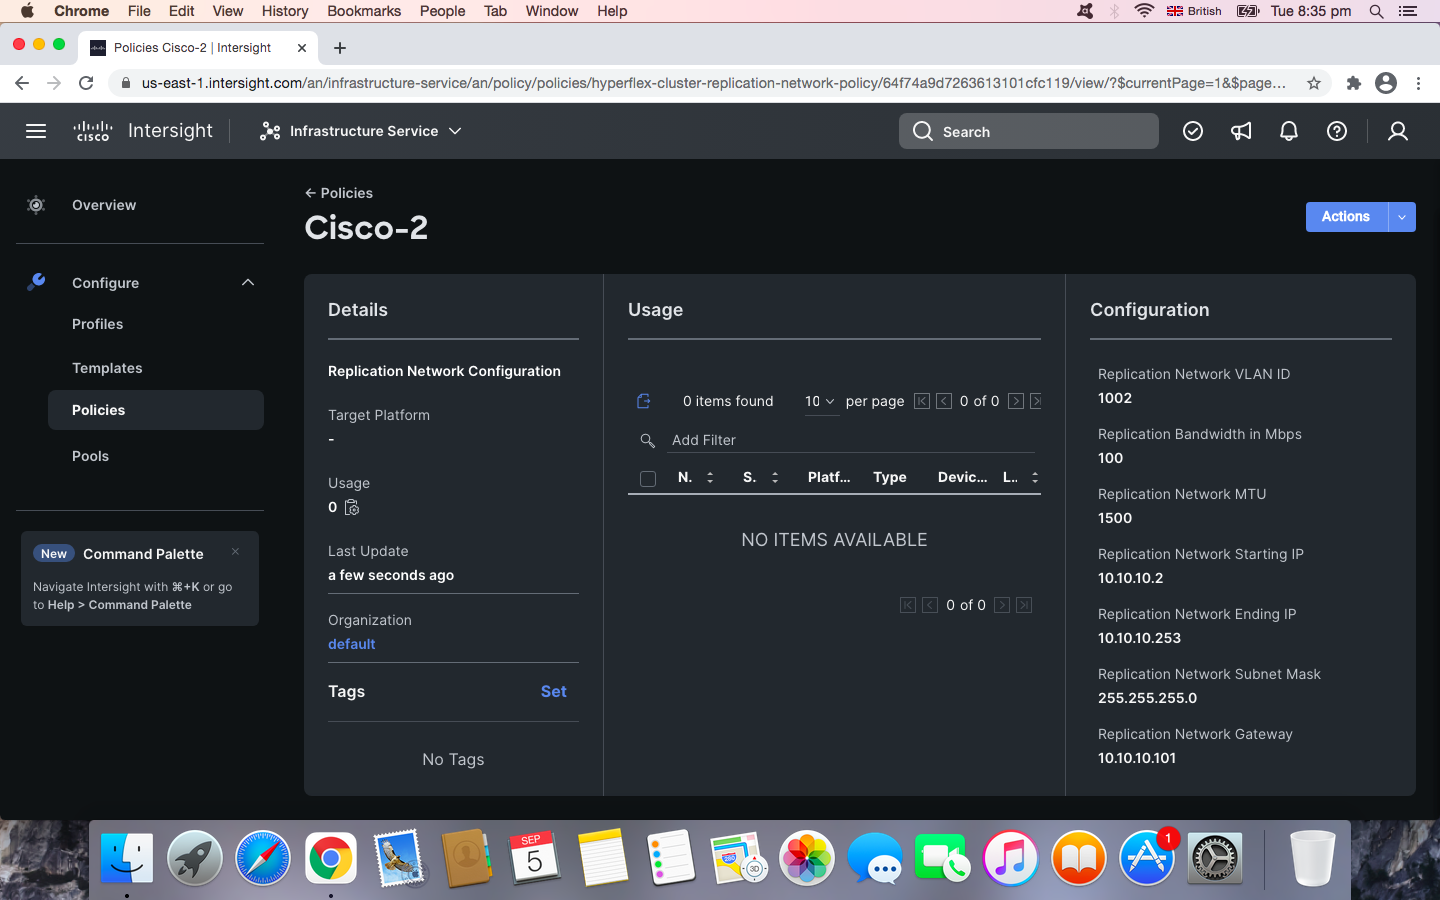 Chrome File Edit View History Bookmarks People Tab Window Help British Tue 8:35 pm
Policies Cisco-2 | Intersight
us-east-1.intersight.com/an/infrastructure-service/an/policy/policies/hyperflex-cluster-replication-network-policy/64f74a9d7263613101cfc119/view/?$currentPage=1&$page...
CISCO Intersight Infrastructure Service Search
Overview
Configure
Profiles
Templates
Policies
Pools
New Command Palette
Navigate Intersight with ⌘+K or go
to Help > Command Palette
← Policies
Cisco-2
Actions
Details
Replication Network Configuration
Target Platform
-
Usage
0
Last Update
a few seconds ago
Organization
default
Tags Set
No Tags
Usage
0 items found 10 per page 0 of 0
Add Filter
N. S. Platf... Type Devic... L..
NO ITEMS AVAILABLE
0 of 0
Configuration
Replication Network VLAN ID
1002
Replication Bandwidth in Mbps
100
Replication Network MTU
1500
Replication Network Starting IP
10.10.10.2
Replication Network Ending IP
10.10.10.253
Replication Network Subnet Mask
255.255.255.0
Replication Network Gateway
10.10.10.101
SEP
5
280
3D
1